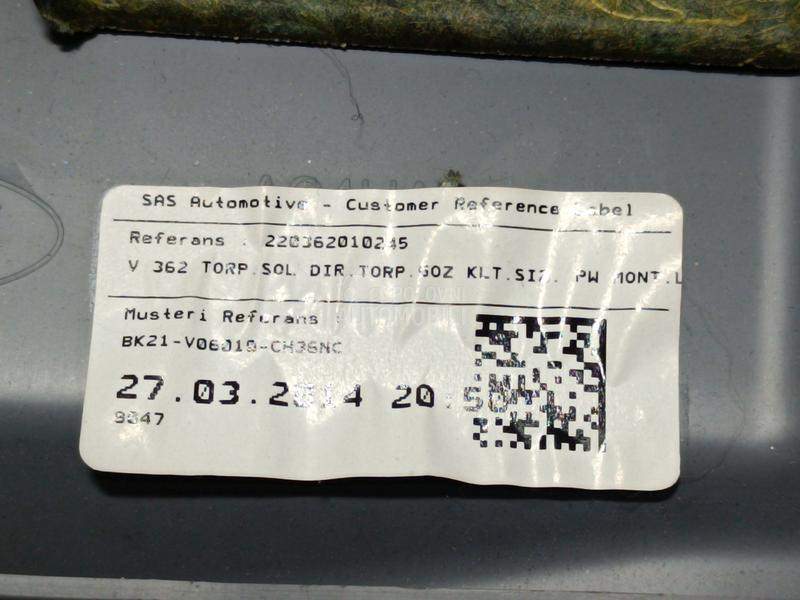 SAS Automotive - Customer Reference Label
Referans : 220362010245
V 362 TORP.SOL DIR.TORP.GOZ KLT.SIZ. PW MONT.L
Musteri Referans :
BK21-V06010-CH36NC
27.03.2014 20:50
9847